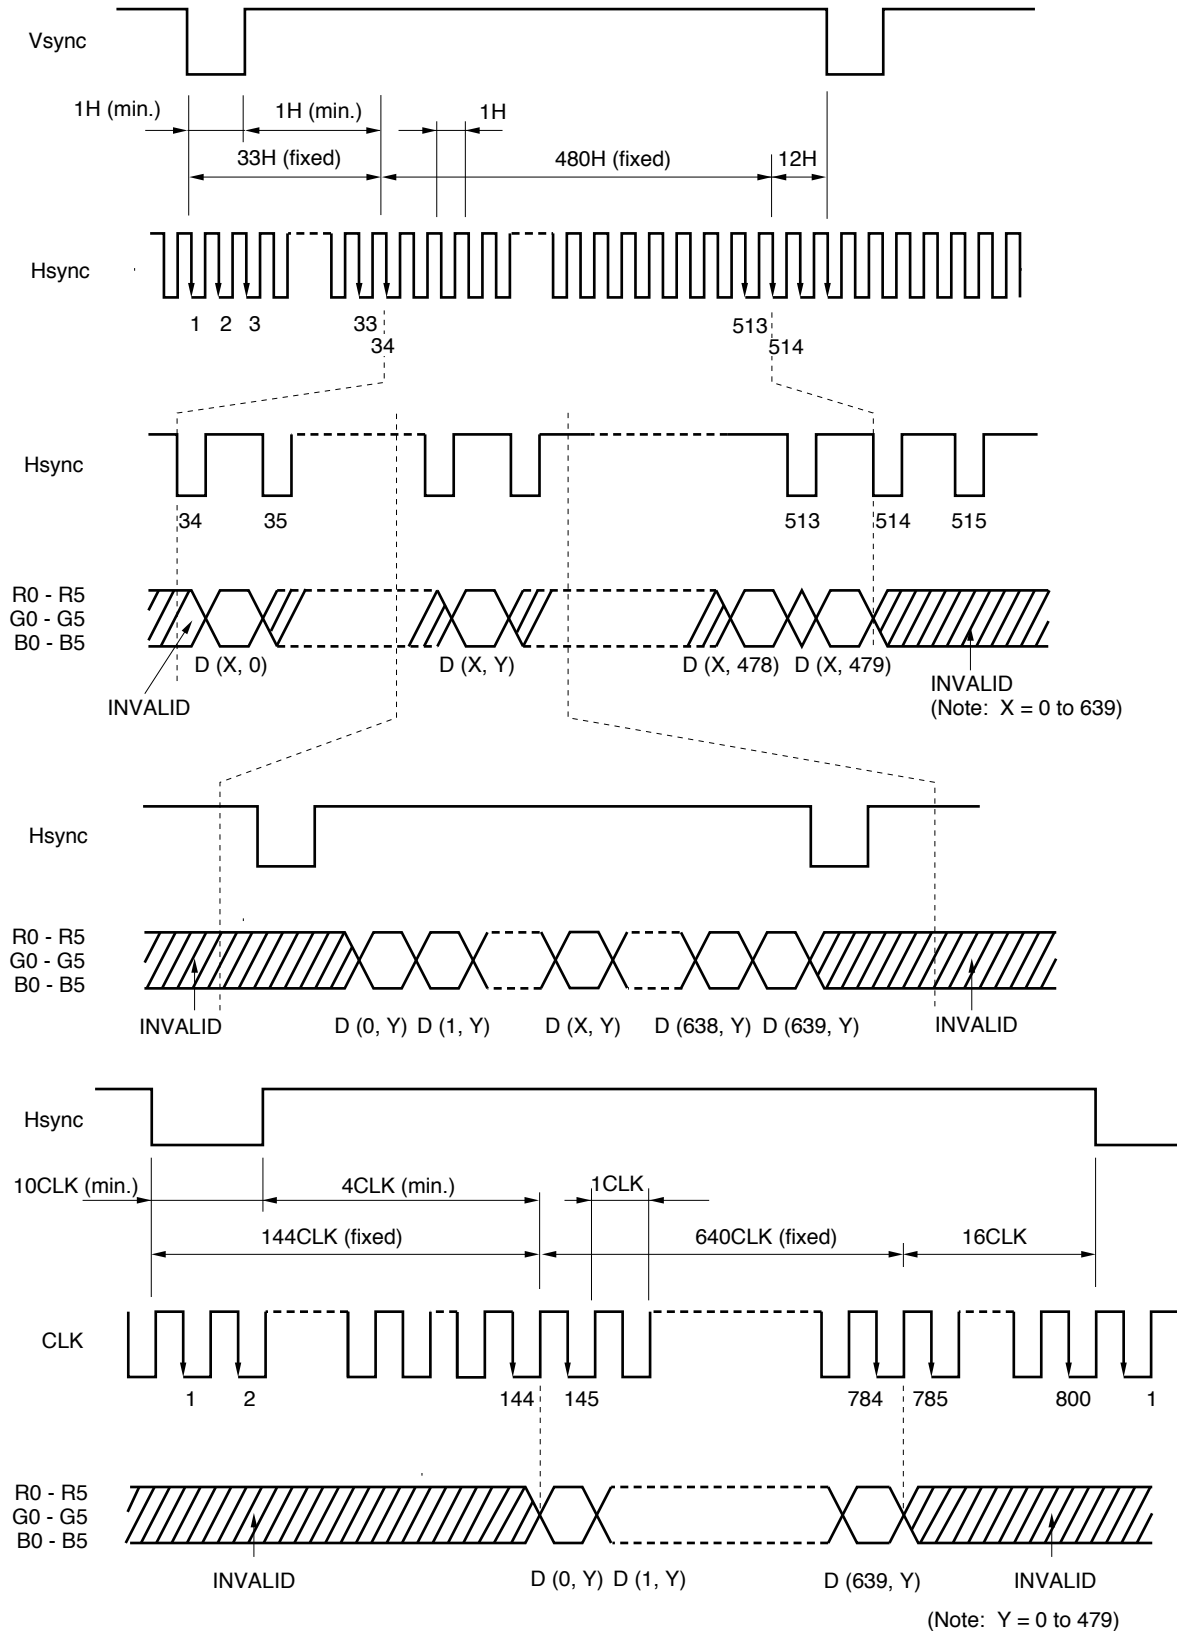 Vsync
1H (min.) 1H (min.) 1H
33H (fixed) 480H (fixed) 12H
Hsync
1 2 3 33 513
34 514
Hsync
34 35 513 514 515
R0 - R5
G0 - G5
B0 - B5
D (X, 0) D (X, Y) D (X, 478) D (X, 479)
INVALID INVALID
(Note: X = 0 to 639)
Hsync
R0 - R5
G0 - G5
B0 - B5
INVALID D (0, Y) D (1, Y) D (X, Y) D (638, Y) D (639, Y) INVALID
Hsync
10CLK (min.) 4CLK (min.) 1CLK
144CLK (fixed) 640CLK (fixed) 16CLK
CLK
1 2 144 145 784 785 800 1
R0 - R5
G0 - G5
B0 - B5
INVALID D (0, Y) D (1, Y) D (639, Y) INVALID
(Note: Y = 0 to 479)